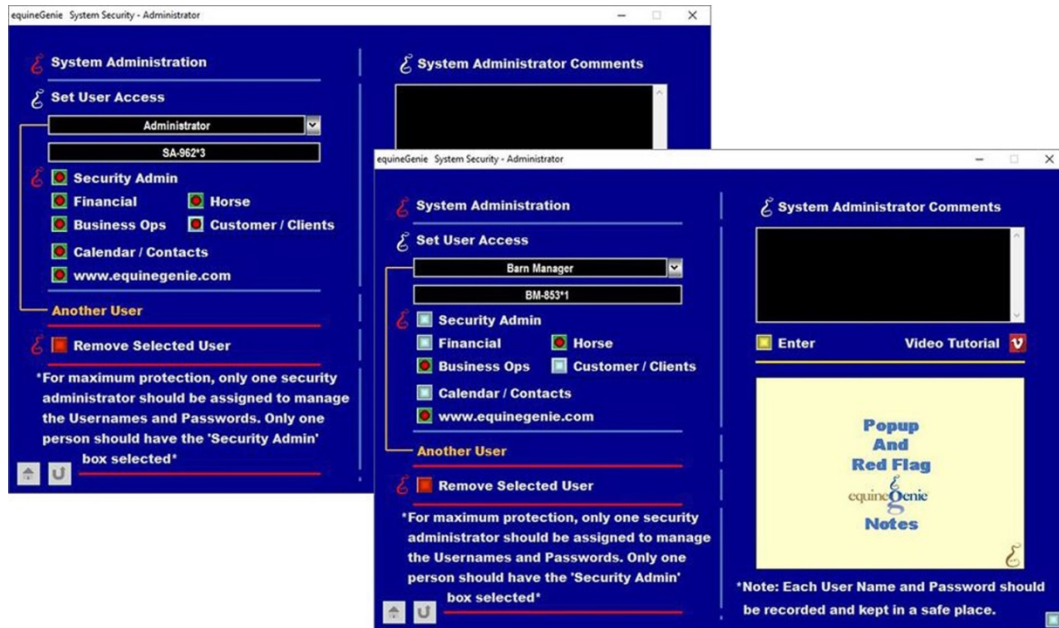 equineGenie System Security - Administrator
System Administration
Set User Access
Administrator
SA-962*3
Security Admin
Financial
Horse
Business Ops
Customer / Clients
Calendar / Contacts
www.equinegenie.com
Another User
Remove Selected User
*For maximum protection, only one security
administrator should be assigned to manage
the Usernames and Passwords. Only one
person should have the 'Security Admin'
box selected*
System Administrator Comments
equineGenie System Security - Administrator
System Administration
Set User Access
Barn Manager
BM-853*1
Security Admin
Financial
Horse
Business Ops
Customer / Clients
Calendar / Contacts
www.equinegenie.com
Another User
Remove Selected User
*For maximum protection, only one security
administrator should be assigned to manage
the Usernames and Passwords. Only one
person should have the 'Security Admin'
box selected*
System Administrator Comments
Enter
Video Tutorial
Popup
And
Red Flag
equineGenie
Notes
*Note: Each User Name and Password should
be recorded and kept in a safe place.